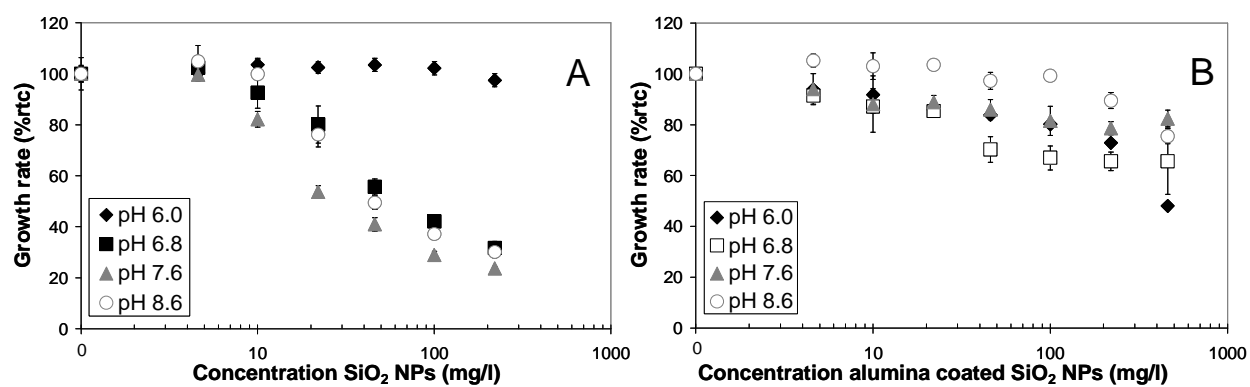 A
Growth rate (%rtc)
120
100
80
60
40
20
0
pH 6.0
pH 6.8
pH 7.6
pH 8.6
0 10 100 1000
Concentration SiO₂ NPs (mg/l)
B
Growth rate (%rtc)
120
100
80
60
40
20
0
pH 6.0
pH 6.8
pH 7.6
pH 8.6
0 10 100 1000
Concentration alumina coated SiO₂ NPs (mg/l)